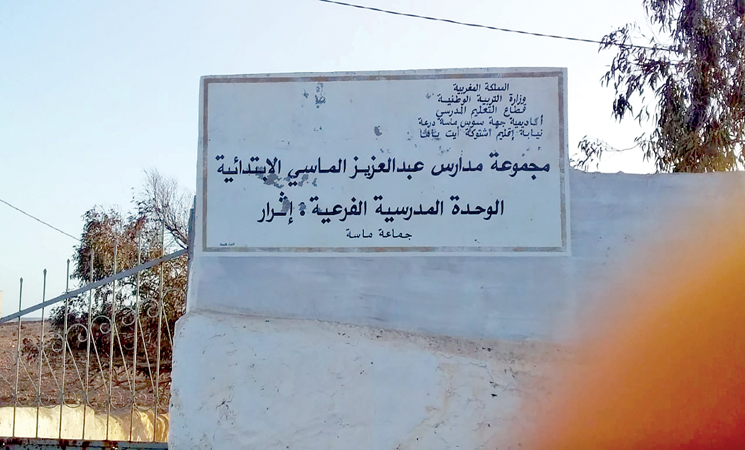 المملكة المغربية
وزارة التربية الوطنية
قطاع التعليم المدرسي
أكاديمية جهة سوس ماسة درعة
نيابة إقليم اشتوكة أيت باها
مجموعة مدارس عبدالعزيز الماسي الابتدائية
الوحدة المدرسية الفرعية : إفرار
جماعة ماسة